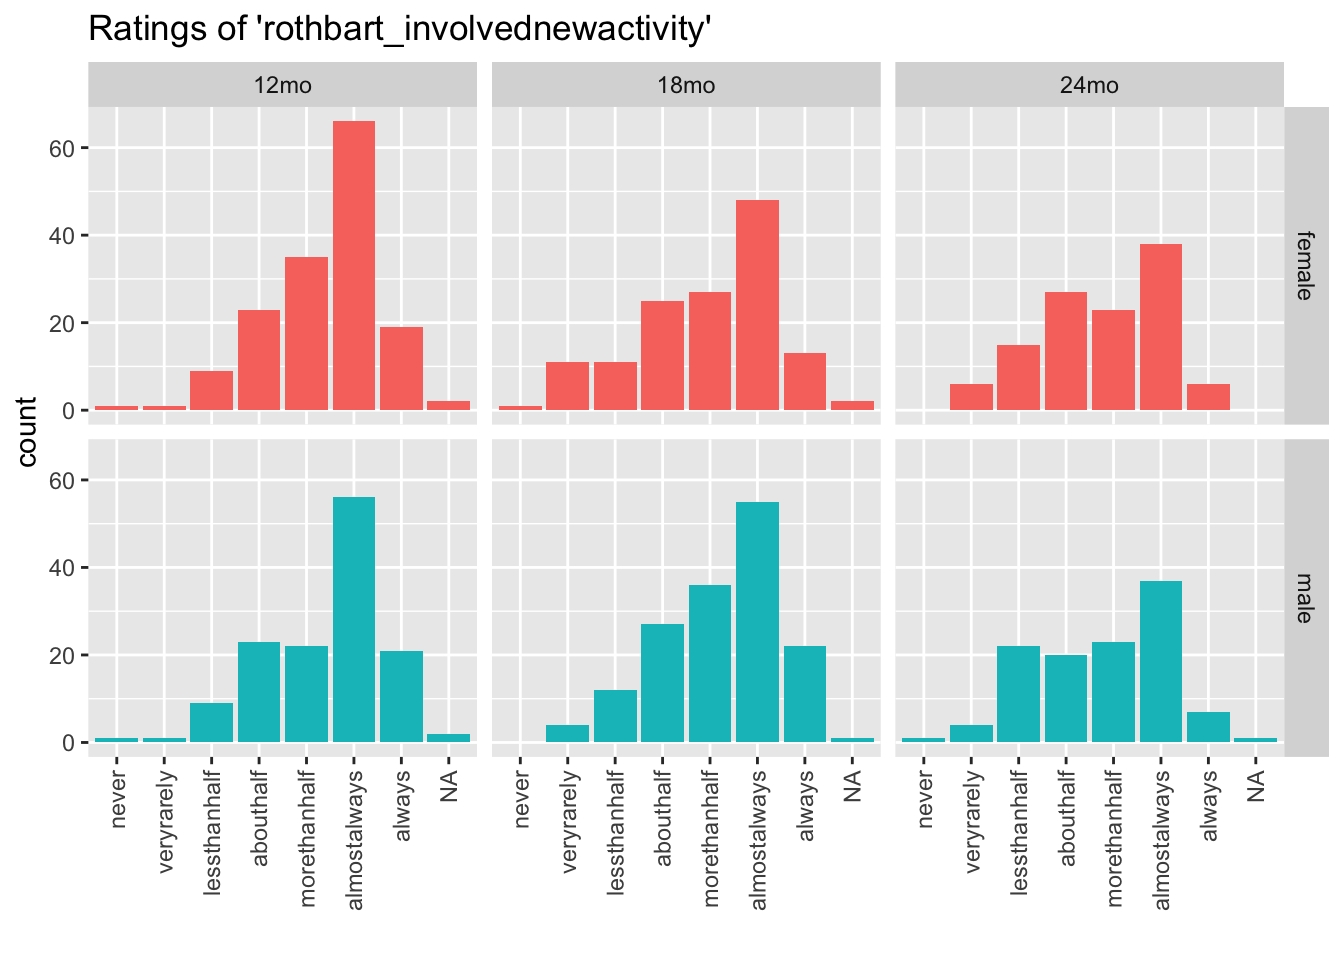 Ratings of 'rothbart_involvednewactivity'
12mo 18mo 24mo
60
40
20
0
female
count
60
40
20
0
male
never veryrarely lessthanhalf abouthalf morethanhalf almostalways always NA never veryrarely lessthanhalf abouthalf morethanhalf almostalways always NA never veryrarely lessthanhalf abouthalf morethanhalf almostalways always NA